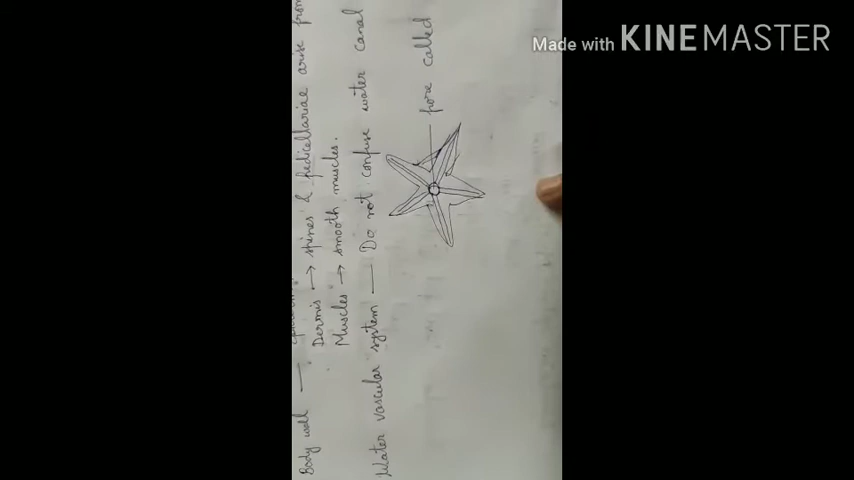 Made with KINEMASTER
Body wall —
Dermis → spines & pedicellariae arise from
Muscles → smooth muscles.
Water vascular system — Do not confuse water canal
pore called